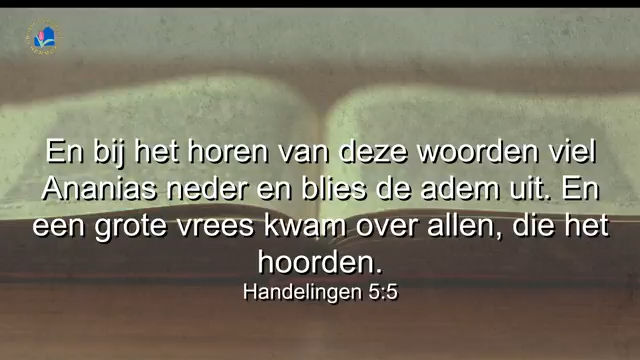 En bij het horen van deze woorden viel
Ananias neder en blies de adem uit. En
een grote vrees kwam over allen, die het
hoorden.
Handelingen 5:5